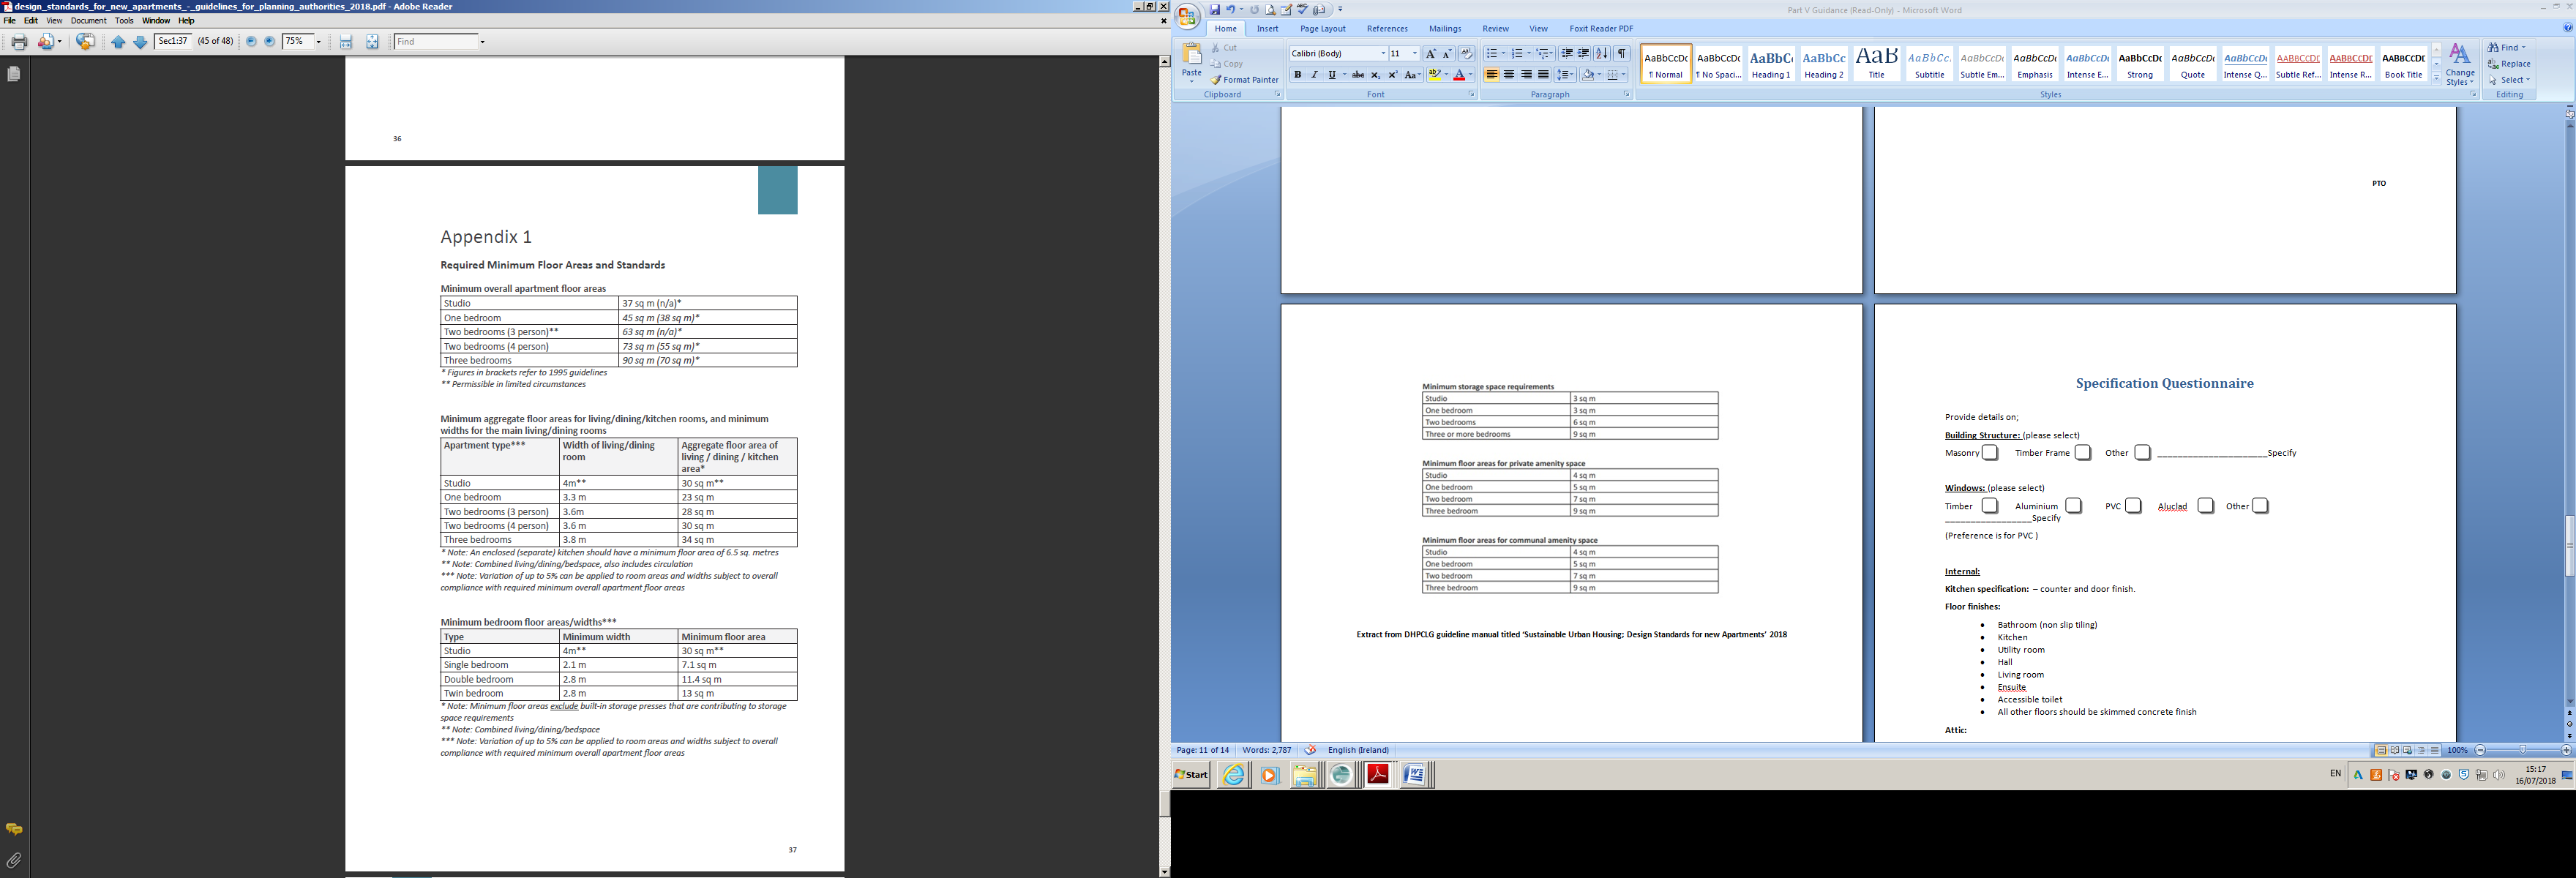 design_standards_for_new_apartments_-_guidelines_for_planning_authorities_2018.pdf - Adobe Reader
File Edit View Document Tools Window Help
Sec1:37 (45 of 48) 75% Find
36
Appendix 1
Required Minimum Floor Areas and Standards
Minimum overall apartment floor areas
Studio 37 sq m (n/a)*
One bedroom 45 sq m (38 sq m)*
Two bedrooms (3 person)** 63 sq m (n/a)*
Two bedrooms (4 person) 73 sq m (55 sq m)*
Three bedrooms 90 sq m (70 sq m)*
* Figures in brackets refer to 1995 guidelines
** Permissible in limited circumstances
Minimum aggregate floor areas for living/dining/kitchen rooms, and minimum
widths for the main living/dining rooms
Apartment type*** Width of living/dining room Aggregate floor area of living / dining / kitchen area*
Studio 4m** 30 sq m**
One bedroom 3.3 m 23 sq m
Two bedrooms (3 person) 3.6m 28 sq m
Two bedrooms (4 person) 3.6 m 30 sq m
Three bedrooms 3.8 m 34 sq m
* Note: An enclosed (separate) kitchen should have a minimum floor area of 6.5 sq. metres
** Note: Combined living/dining/bedspace, also includes circulation
*** Note: Variation of up to 5% can be applied to room areas and widths subject to overall
compliance with required minimum overall apartment floor areas
Minimum bedroom floor areas/widths***
Type Minimum width Minimum floor area
Studio 4m** 30 sq m**
Single bedroom 2.1 m 7.1 sq m
Double bedroom 2.8 m 11.4 sq m
Twin bedroom 2.8 m 13 sq m
* Note: Minimum floor areas exclude built-in storage presses that are contributing to storage
space requirements
** Note: Combined living/dining/bedspace
*** Note: Variation of up to 5% can be applied to room areas and widths subject to overall
compliance with required minimum overall apartment floor areas
37
Part V Guidance (Read-Only) - Microsoft Word
Home Insert Page Layout References Mailings Review View Foxit Reader PDF
Paste Cut Copy Format Painter
Calibri (Body) 11
¶ Normal ¶ No Spaci... Heading 1 Heading 2 Title Subtitle Subtle Em... Emphasis Intense E... Strong Quote Intense Q... Subtle Ref... Intense R... Book Title
Change Styles Find Replace Select
Clipboard Font Paragraph Styles Editing
PTO
Minimum storage space requirements
Studio 3 sq m
One bedroom 3 sq m
Two bedrooms 6 sq m
Three or more bedrooms 9 sq m
Minimum floor areas for private amenity space
Studio 4 sq m
One bedroom 5 sq m
Two bedroom 7 sq m
Three bedroom 9 sq m
Minimum floor areas for communal amenity space
Studio 4 sq m
One bedroom 5 sq m
Two bedroom 7 sq m
Three bedroom 9 sq m
Extract from DHPCLG guideline manual titled ‘Sustainable Urban Housing: Design Standards for new Apartments’ 2018
Specification Questionnaire
Provide details on;
Building Structure: (please select)
Masonry Timber Frame Other ______________________Specify
Windows: (please select)
Timber Aluminium PVC Aluclad Other
_________________Specify
(Preference is for PVC )
Internal:
Kitchen specification: – counter and door finish.
Floor finishes:
• Bathroom (non slip tiling)
• Kitchen
• Utility room
• Hall
• Living room
• Ensuite
• Accessible toilet
• All other floors should be skimmed concrete finish
Attic:
Page: 11 of 14 Words: 2,787 English (Ireland) 100%
Start EN 15:17
16/07/2018